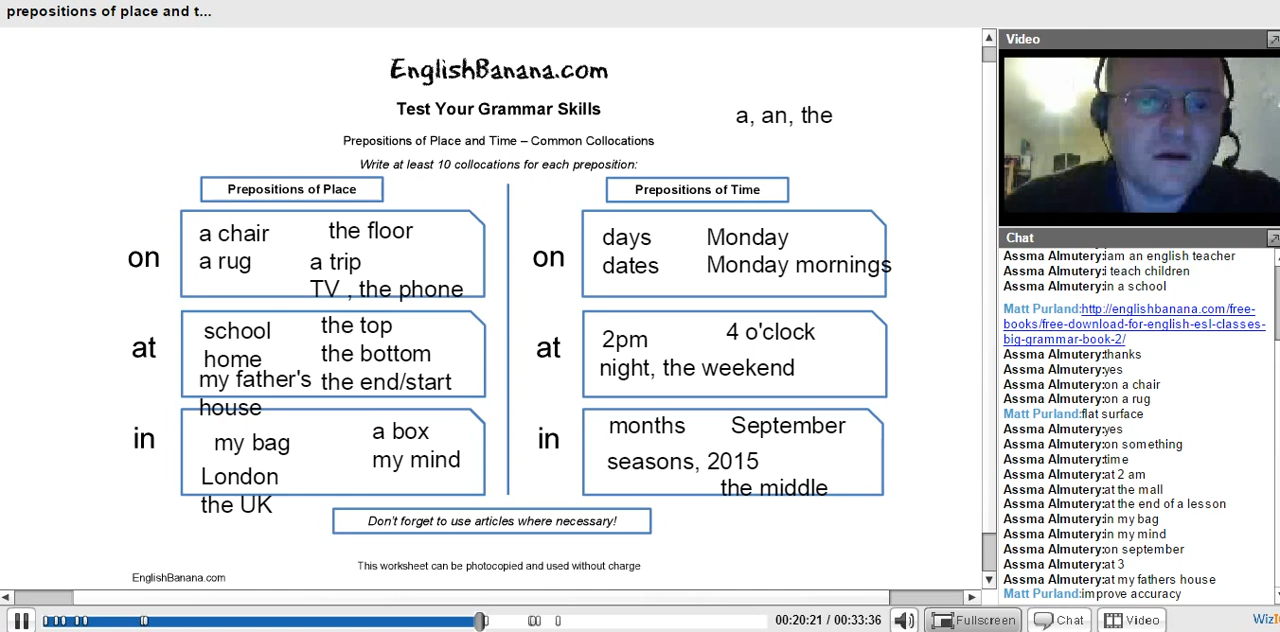 prepositions of place and t...
EnglishBanana.com
Test Your Grammar Skills
a, an, the
Prepositions of Place and Time – Common Collocations
Write at least 10 collocations for each preposition:
Prepositions of Place
on
a chair the floor
a rug a trip
TV , the phone
at
school the top
home the bottom
my father's the end/start
house
in
my bag a box
my mind
London
the UK
Prepositions of Time
on
days Monday
dates Monday mornings
at
2pm 4 o'clock
night, the weekend
in
months September
seasons, 2015
the middle
Don't forget to use articles where necessary!
This worksheet can be photocopied and used without charge
EnglishBanana.com
Video
Chat
Assma Almutery:iam an english teacher
Assma Almutery:i teach children
Assma Almutery:in a school
Matt Purland:http://englishbanana.com/free-
books/free-download-for-english-esl-classes-
big-grammar-book-2/
Assma Almutery:thanks
Assma Almutery:yes
Assma Almutery:on a chair
Assma Almutery:on a rug
Matt Purland:flat surface
Assma Almutery:yes
Assma Almutery:on something
Assma Almutery:time
Assma Almutery:at 2 am
Assma Almutery:at the mall
Assma Almutery:at the end of a lesson
Assma Almutery:in my bag
Assma Almutery:in my mind
Assma Almutery:on september
Assma Almutery:at 3
Assma Almutery:at my fathers house
Matt Purland:improve accuracy
00:20:21 / 00:33:36
Fullscreen Chat Video